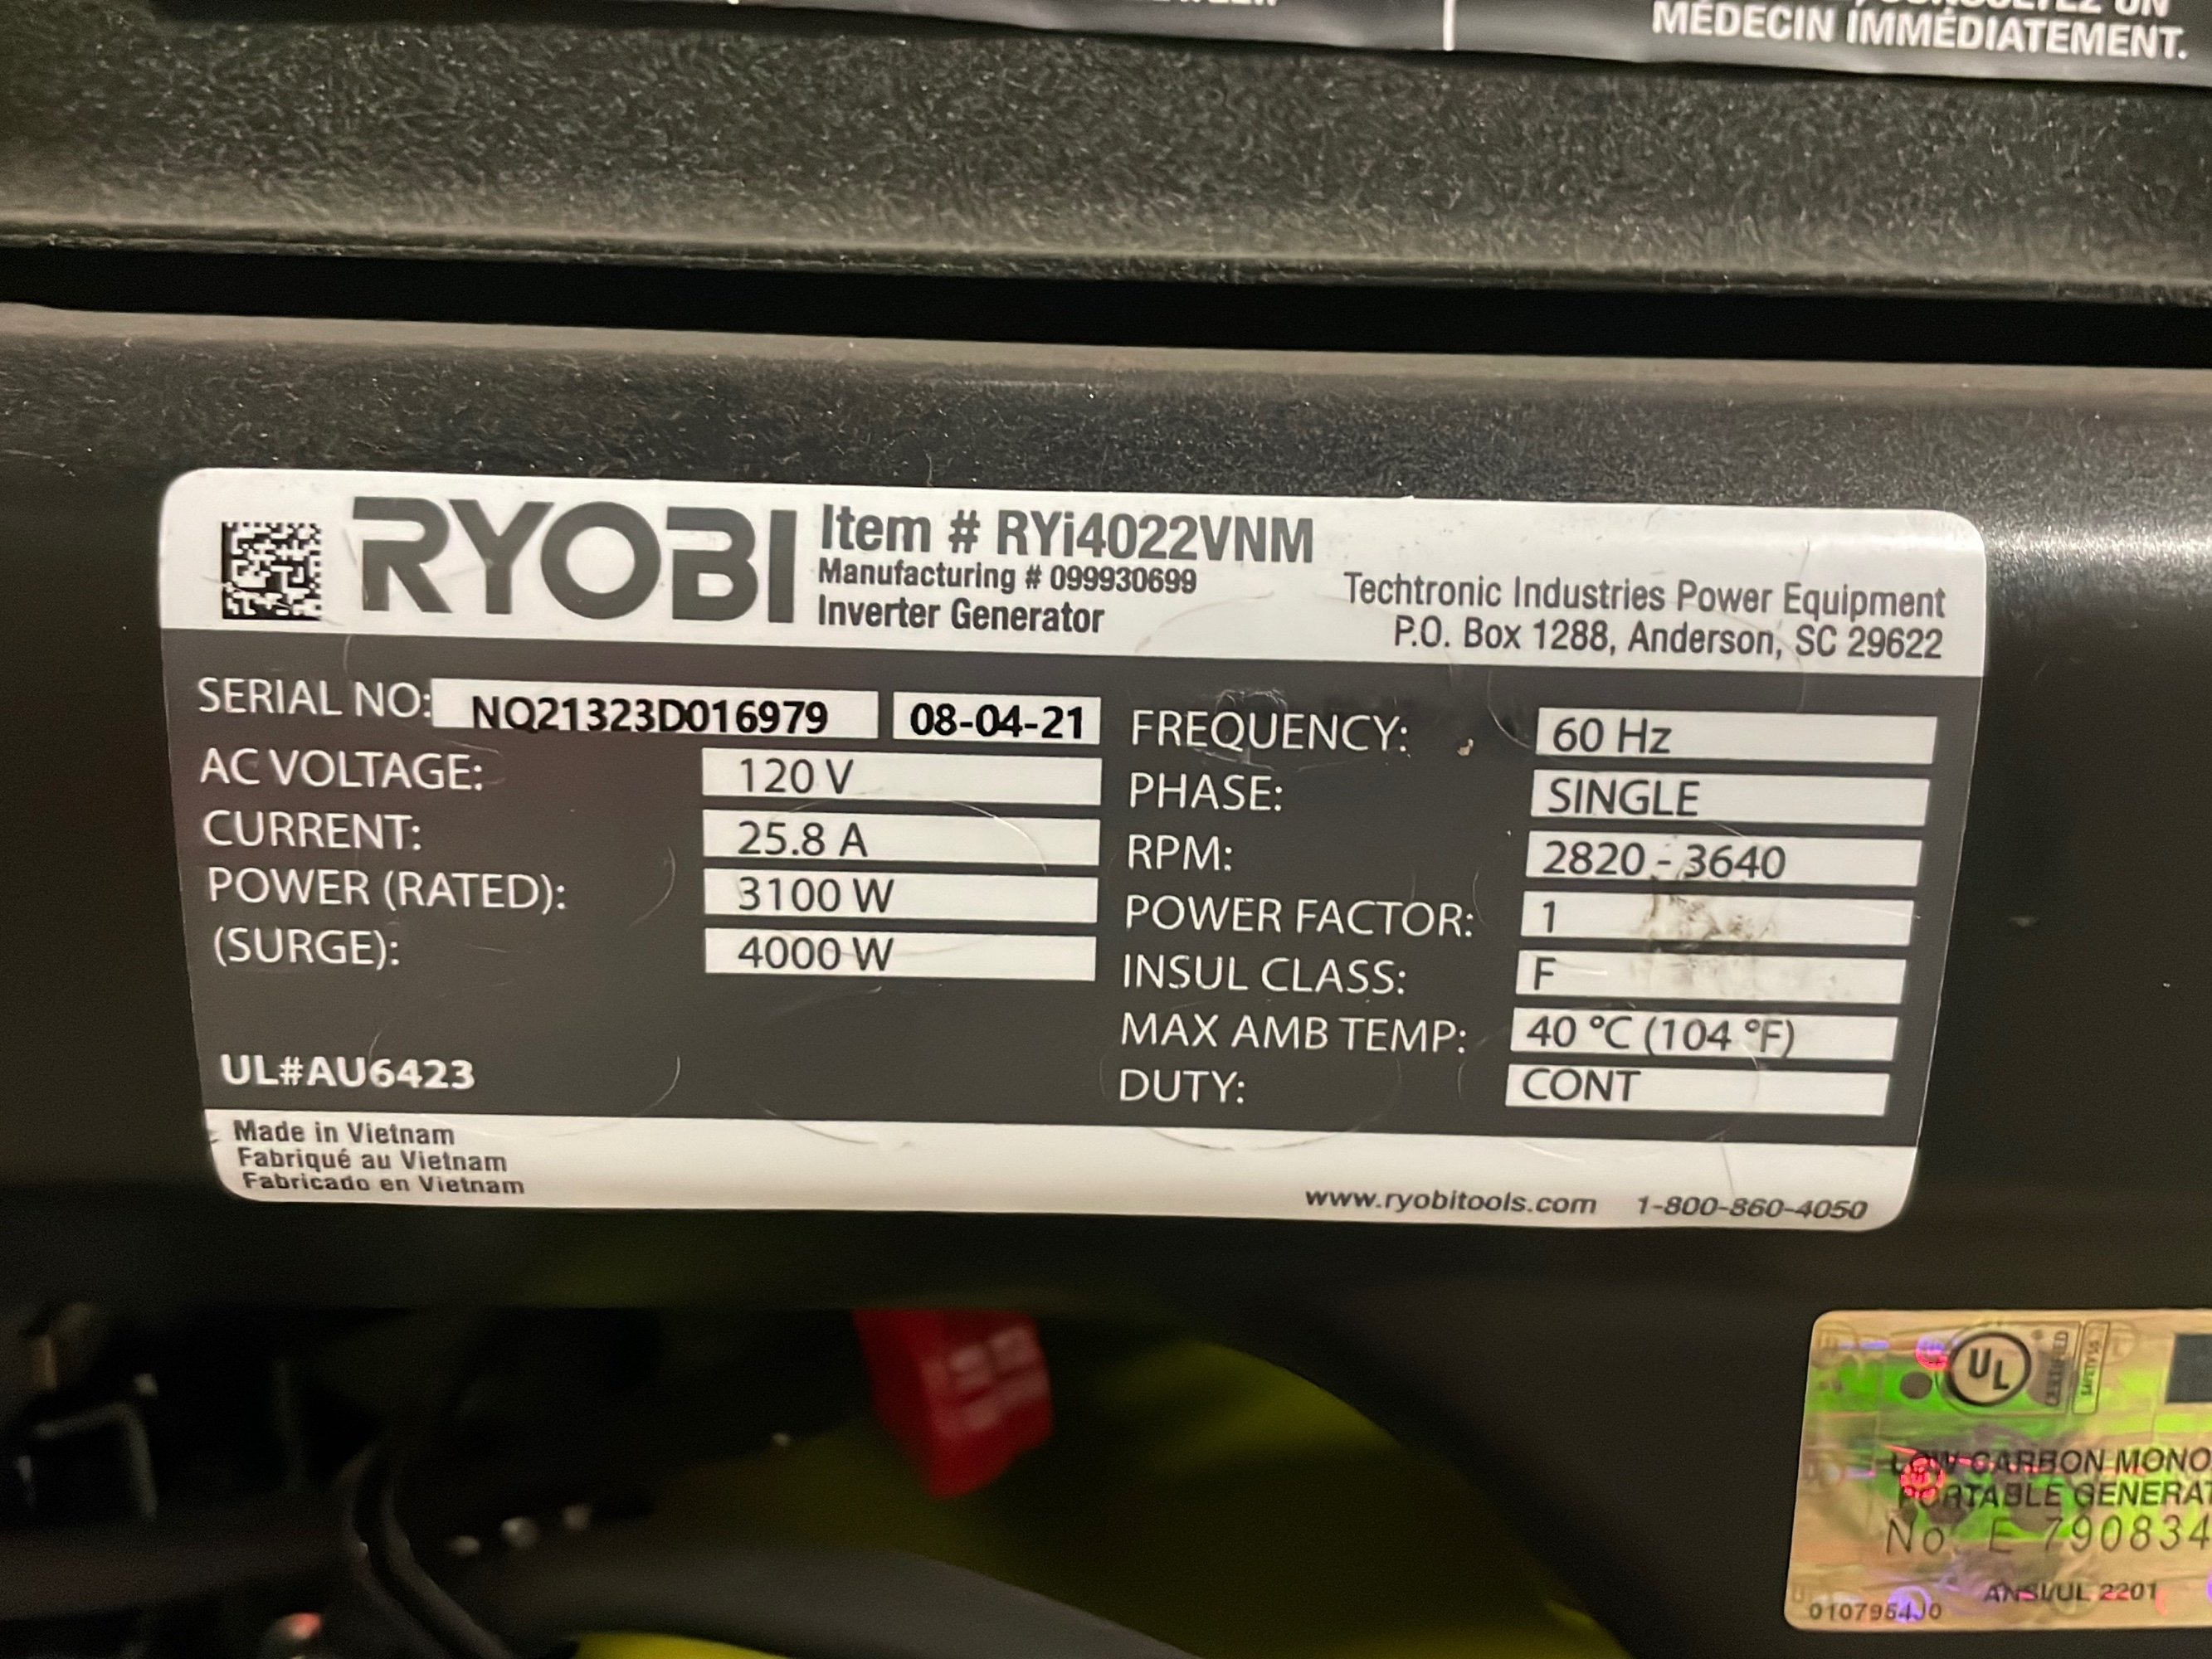 MÉDECIN IMMÉDIATEMENT.
RYOBI
Item # RYi4022VNM
Manufacturing # 099930699
Inverter Generator
Techtronic Industries Power Equipment
P.O. Box 1288, Anderson, SC 29622
SERIAL NO: NQ21323D016979 08-04-21
AC VOLTAGE: 120 V
CURRENT: 25.8 A
POWER (RATED): 3100 W
(SURGE): 4000 W
UL#AU6423
FREQUENCY: 60 Hz
PHASE: SINGLE
RPM: 2820 - 3640
POWER FACTOR: 1
INSUL CLASS: F
MAX AMB TEMP: 40 °C (104 °F)
DUTY: CONT
Made in Vietnam
Fabriqué au Vietnam
Fabricado en Vietnam
www.ryobitools.com 1-800-860-4050
UL
CERTIFIED
LOW CARBON MONO
PORTABLE GENERAT
No. E 790834
ANSI/UL 2201